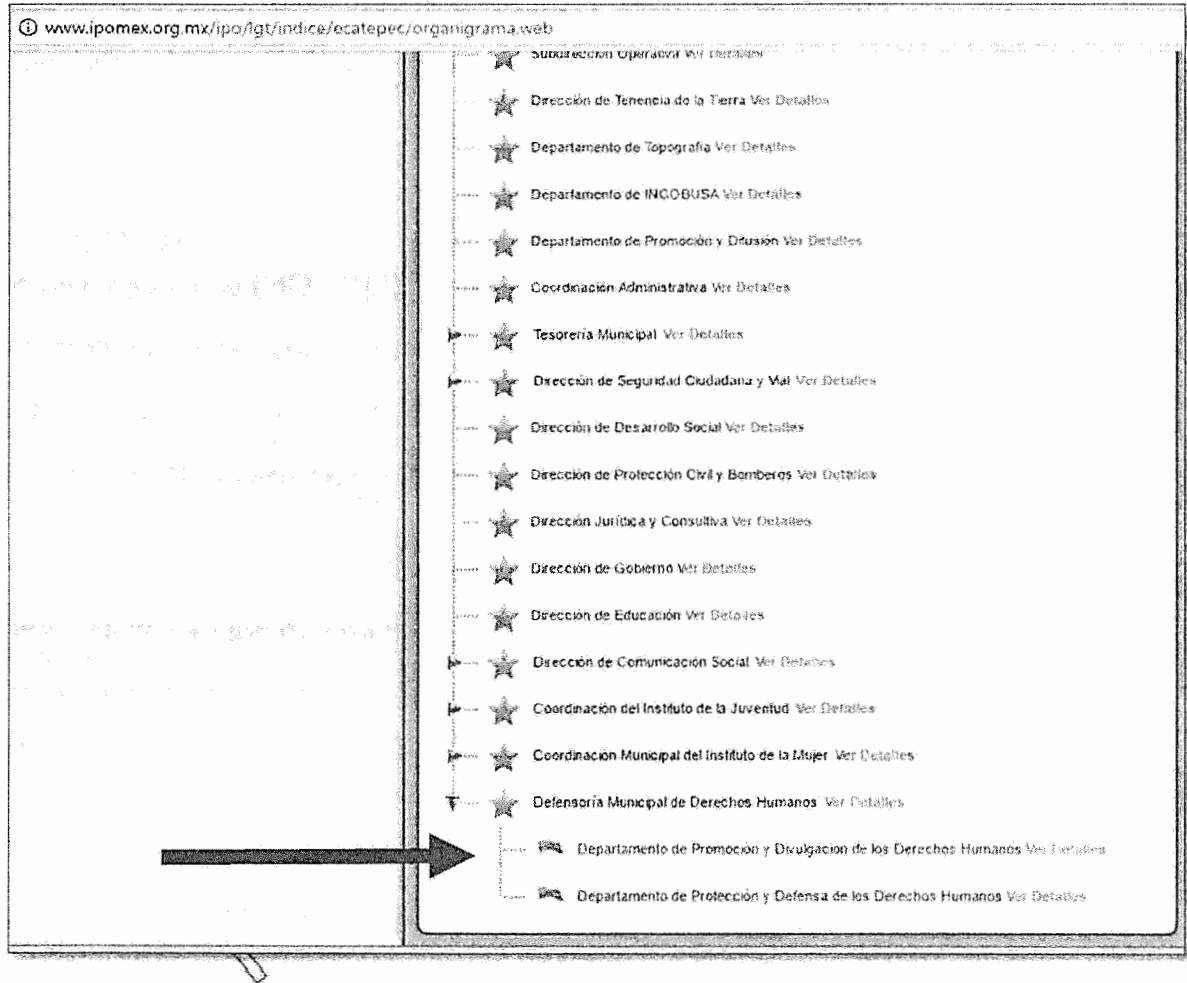 www.ipomex.org.mx/ipo/lgt/indice/ecatepec/organigrama.web
Subdirección Operativa Ver Detalles
Dirección de Tenencia de la Tierra Ver Detalles
Departamento de Topografía Ver Detalles
Departamento de INCOBUSA Ver Detalles
Departamento de Promoción y Difusión Ver Detalles
Coordinación Administrativa Ver Detalles
Tesorería Municipal Ver Detalles
Dirección de Seguridad Ciudadana y Vial Ver Detalles
Dirección de Desarrollo Social Ver Detalles
Dirección de Protección Civil y Bomberos Ver Detalles
Dirección Jurídica y Consultiva Ver Detalles
Dirección de Gobierno Ver Detalles
Dirección de Educación Ver Detalles
Dirección de Comunicación Social Ver Detalles
Coordinación del Instituto de la Juventud Ver Detalles
Coordinación Municipal del Instituto de la Mujer Ver Detalles
Defensoría Municipal de Derechos Humanos Ver Detalles
Departamento de Promoción y Divulgacion de los Derechos Humanos Ver Detalles
Departamento de Protección y Defensa de los Derechos Humanos Ver Detalles